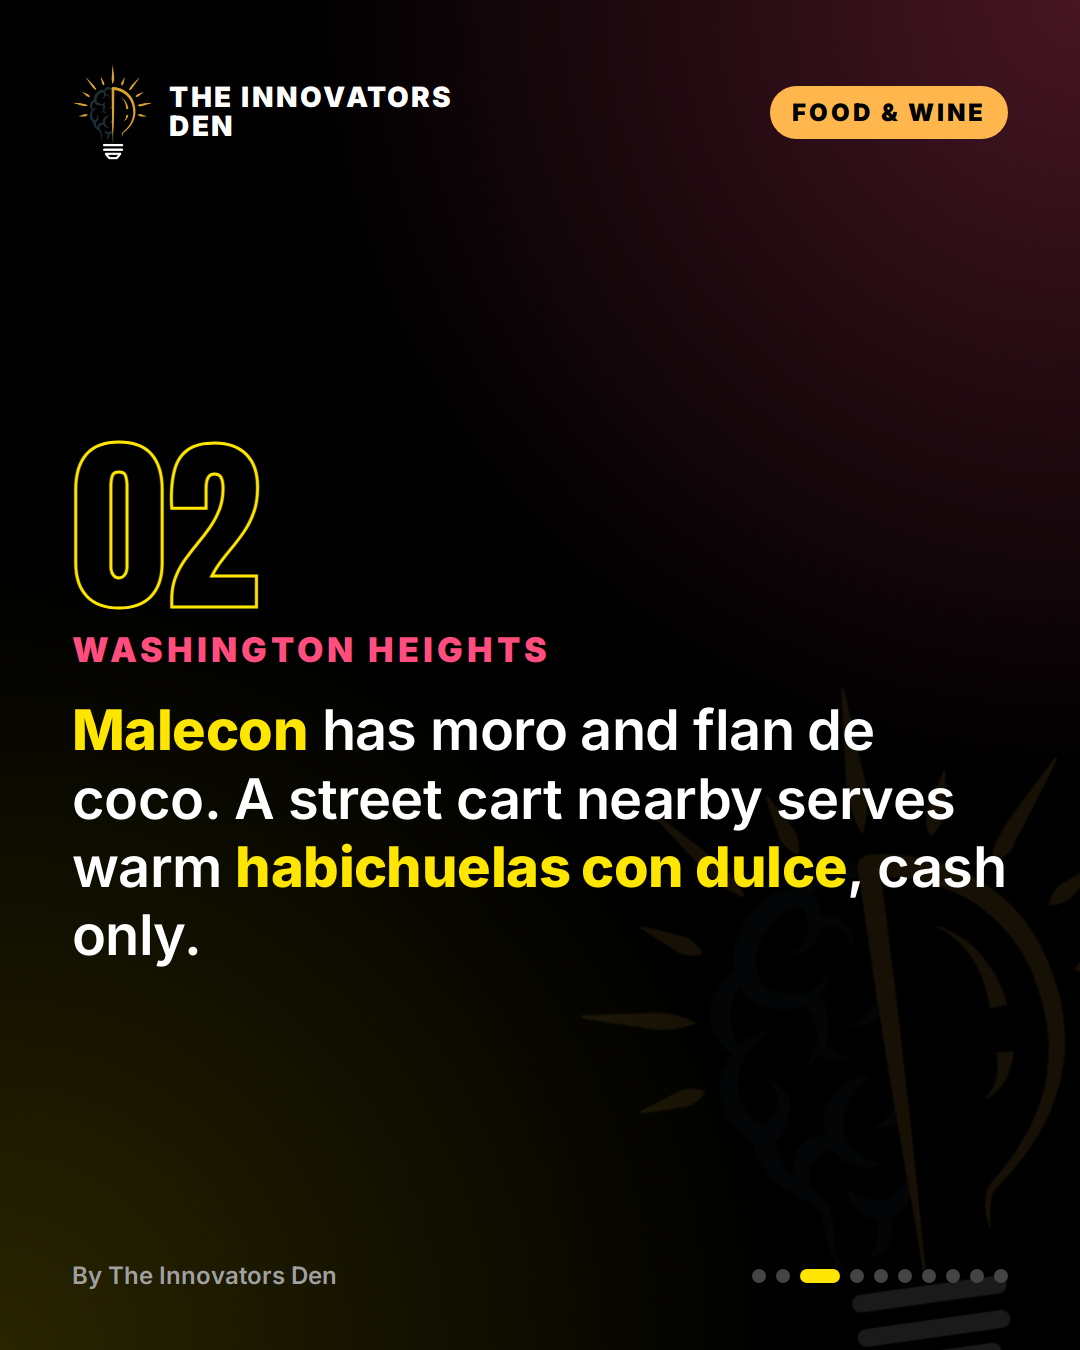 THE INNOVATORS
DEN
FOOD & WINE
02
WASHINGTON HEIGHTS
Malecon has moro and flan de
coco. A street cart nearby serves
warm habichuelas con dulce, cash
only.
By The Innovators Den